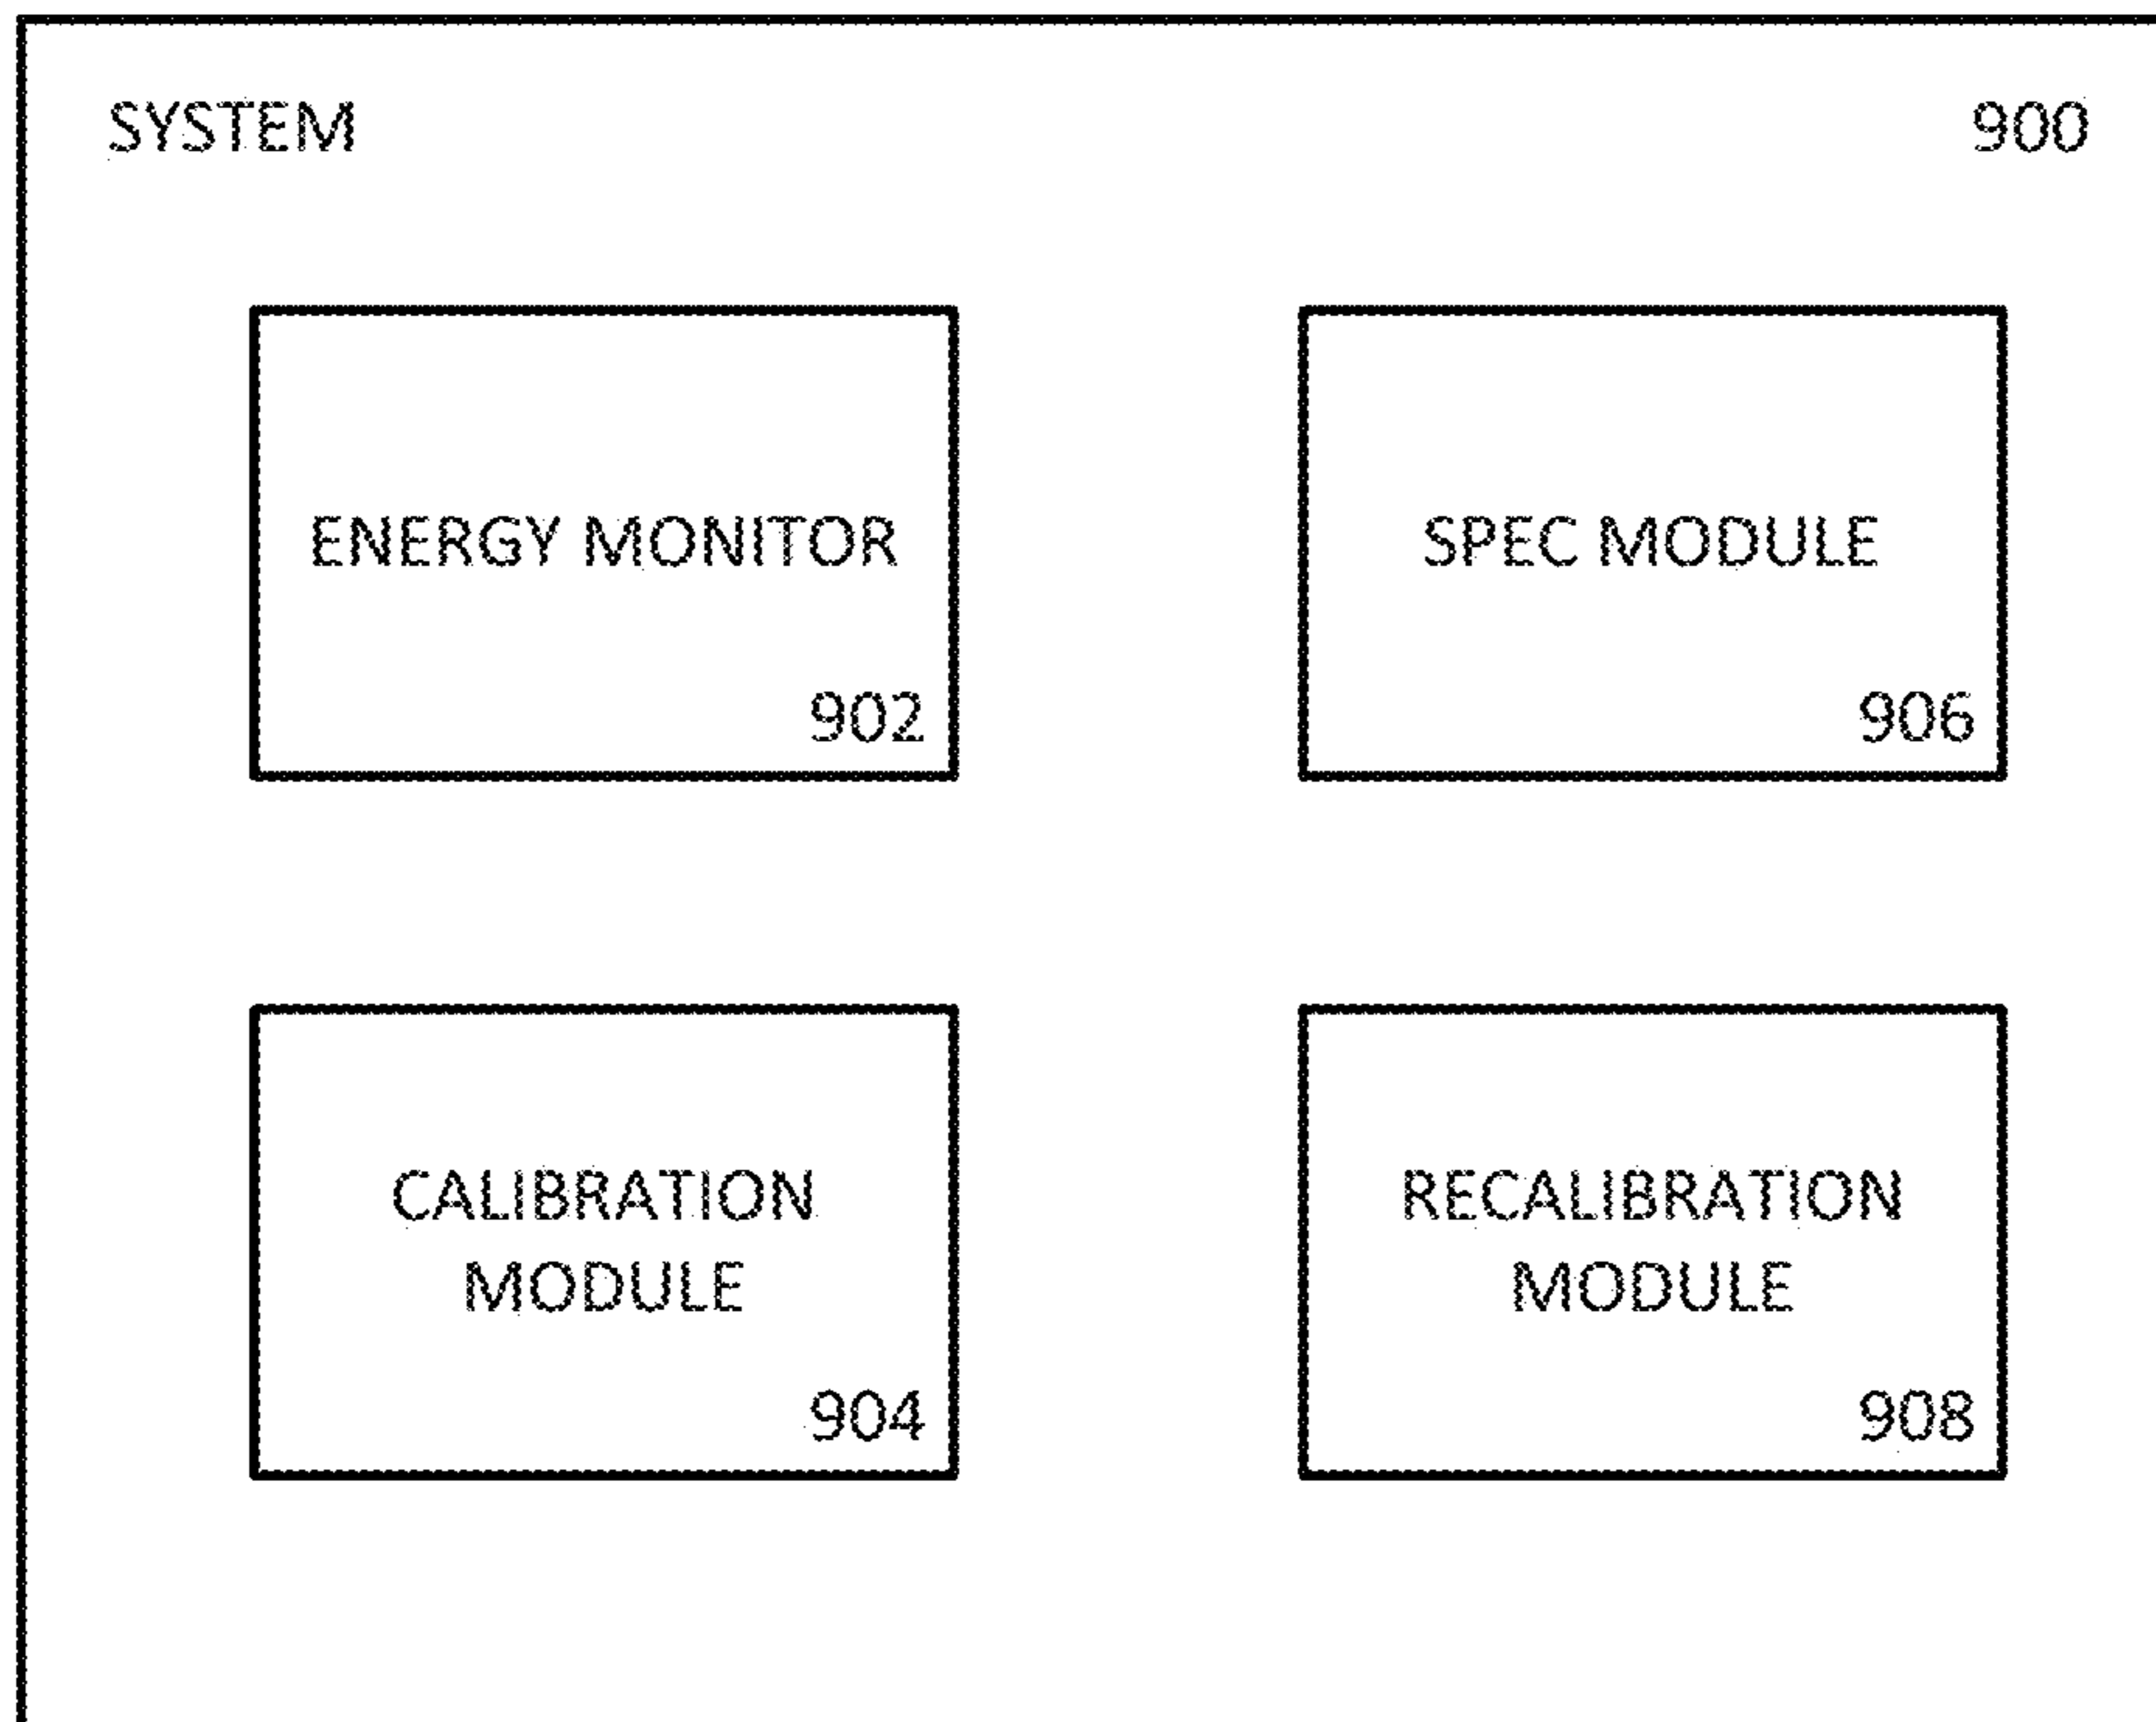 SYSTEM
900
ENERGY MONITOR
902
SPEC MODULE
906
CALIBRATION
MODULE
904
RECALIBRATION
MODULE
908